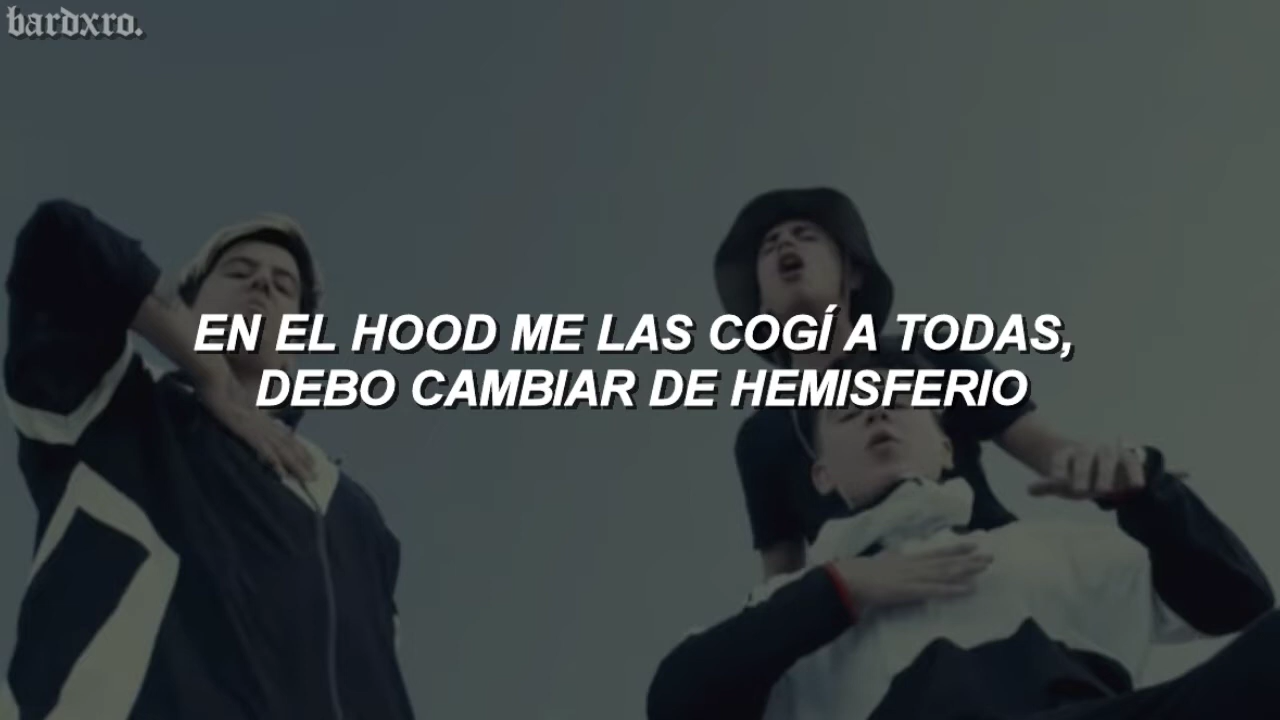 bardxro.
EN EL HOOD ME LAS COGÍ A TODAS,
DEBO CAMBIAR DE HEMISFERIO